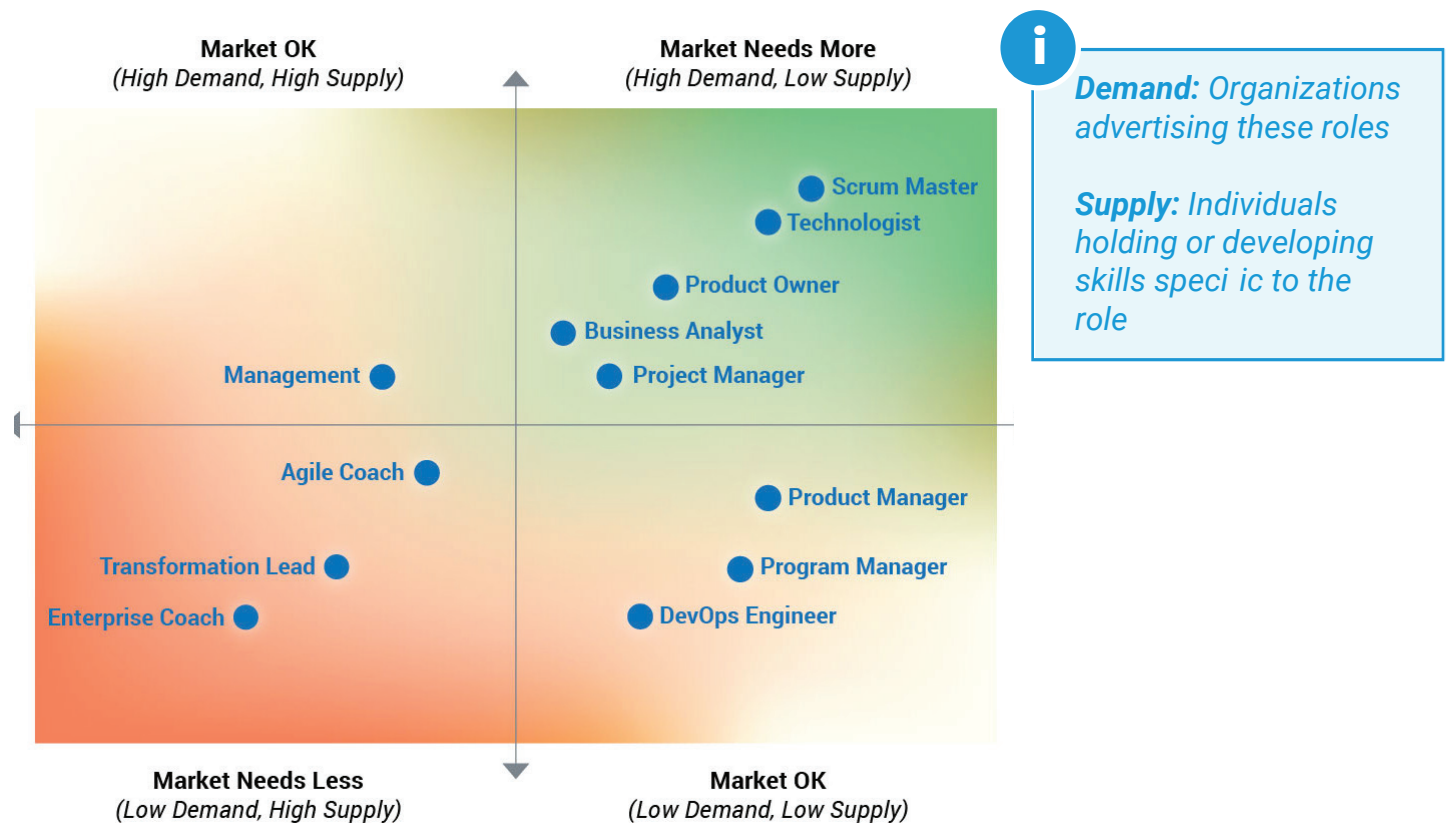 Market OK
(High Demand, High Supply)
Market Needs More
(High Demand, Low Supply)
i
Demand: Organizations
advertising these roles
Supply: Individuals
holding or developing
skills speci ic to the
role
Scrum Master
Technologist
Product Owner
Business Analyst
Management
Project Manager
Agile Coach
Product Manager
Transformation Lead
Program Manager
Enterprise Coach
DevOps Engineer
Market Needs Less
(Low Demand, High Supply)
Market OK
(Low Demand, Low Supply)